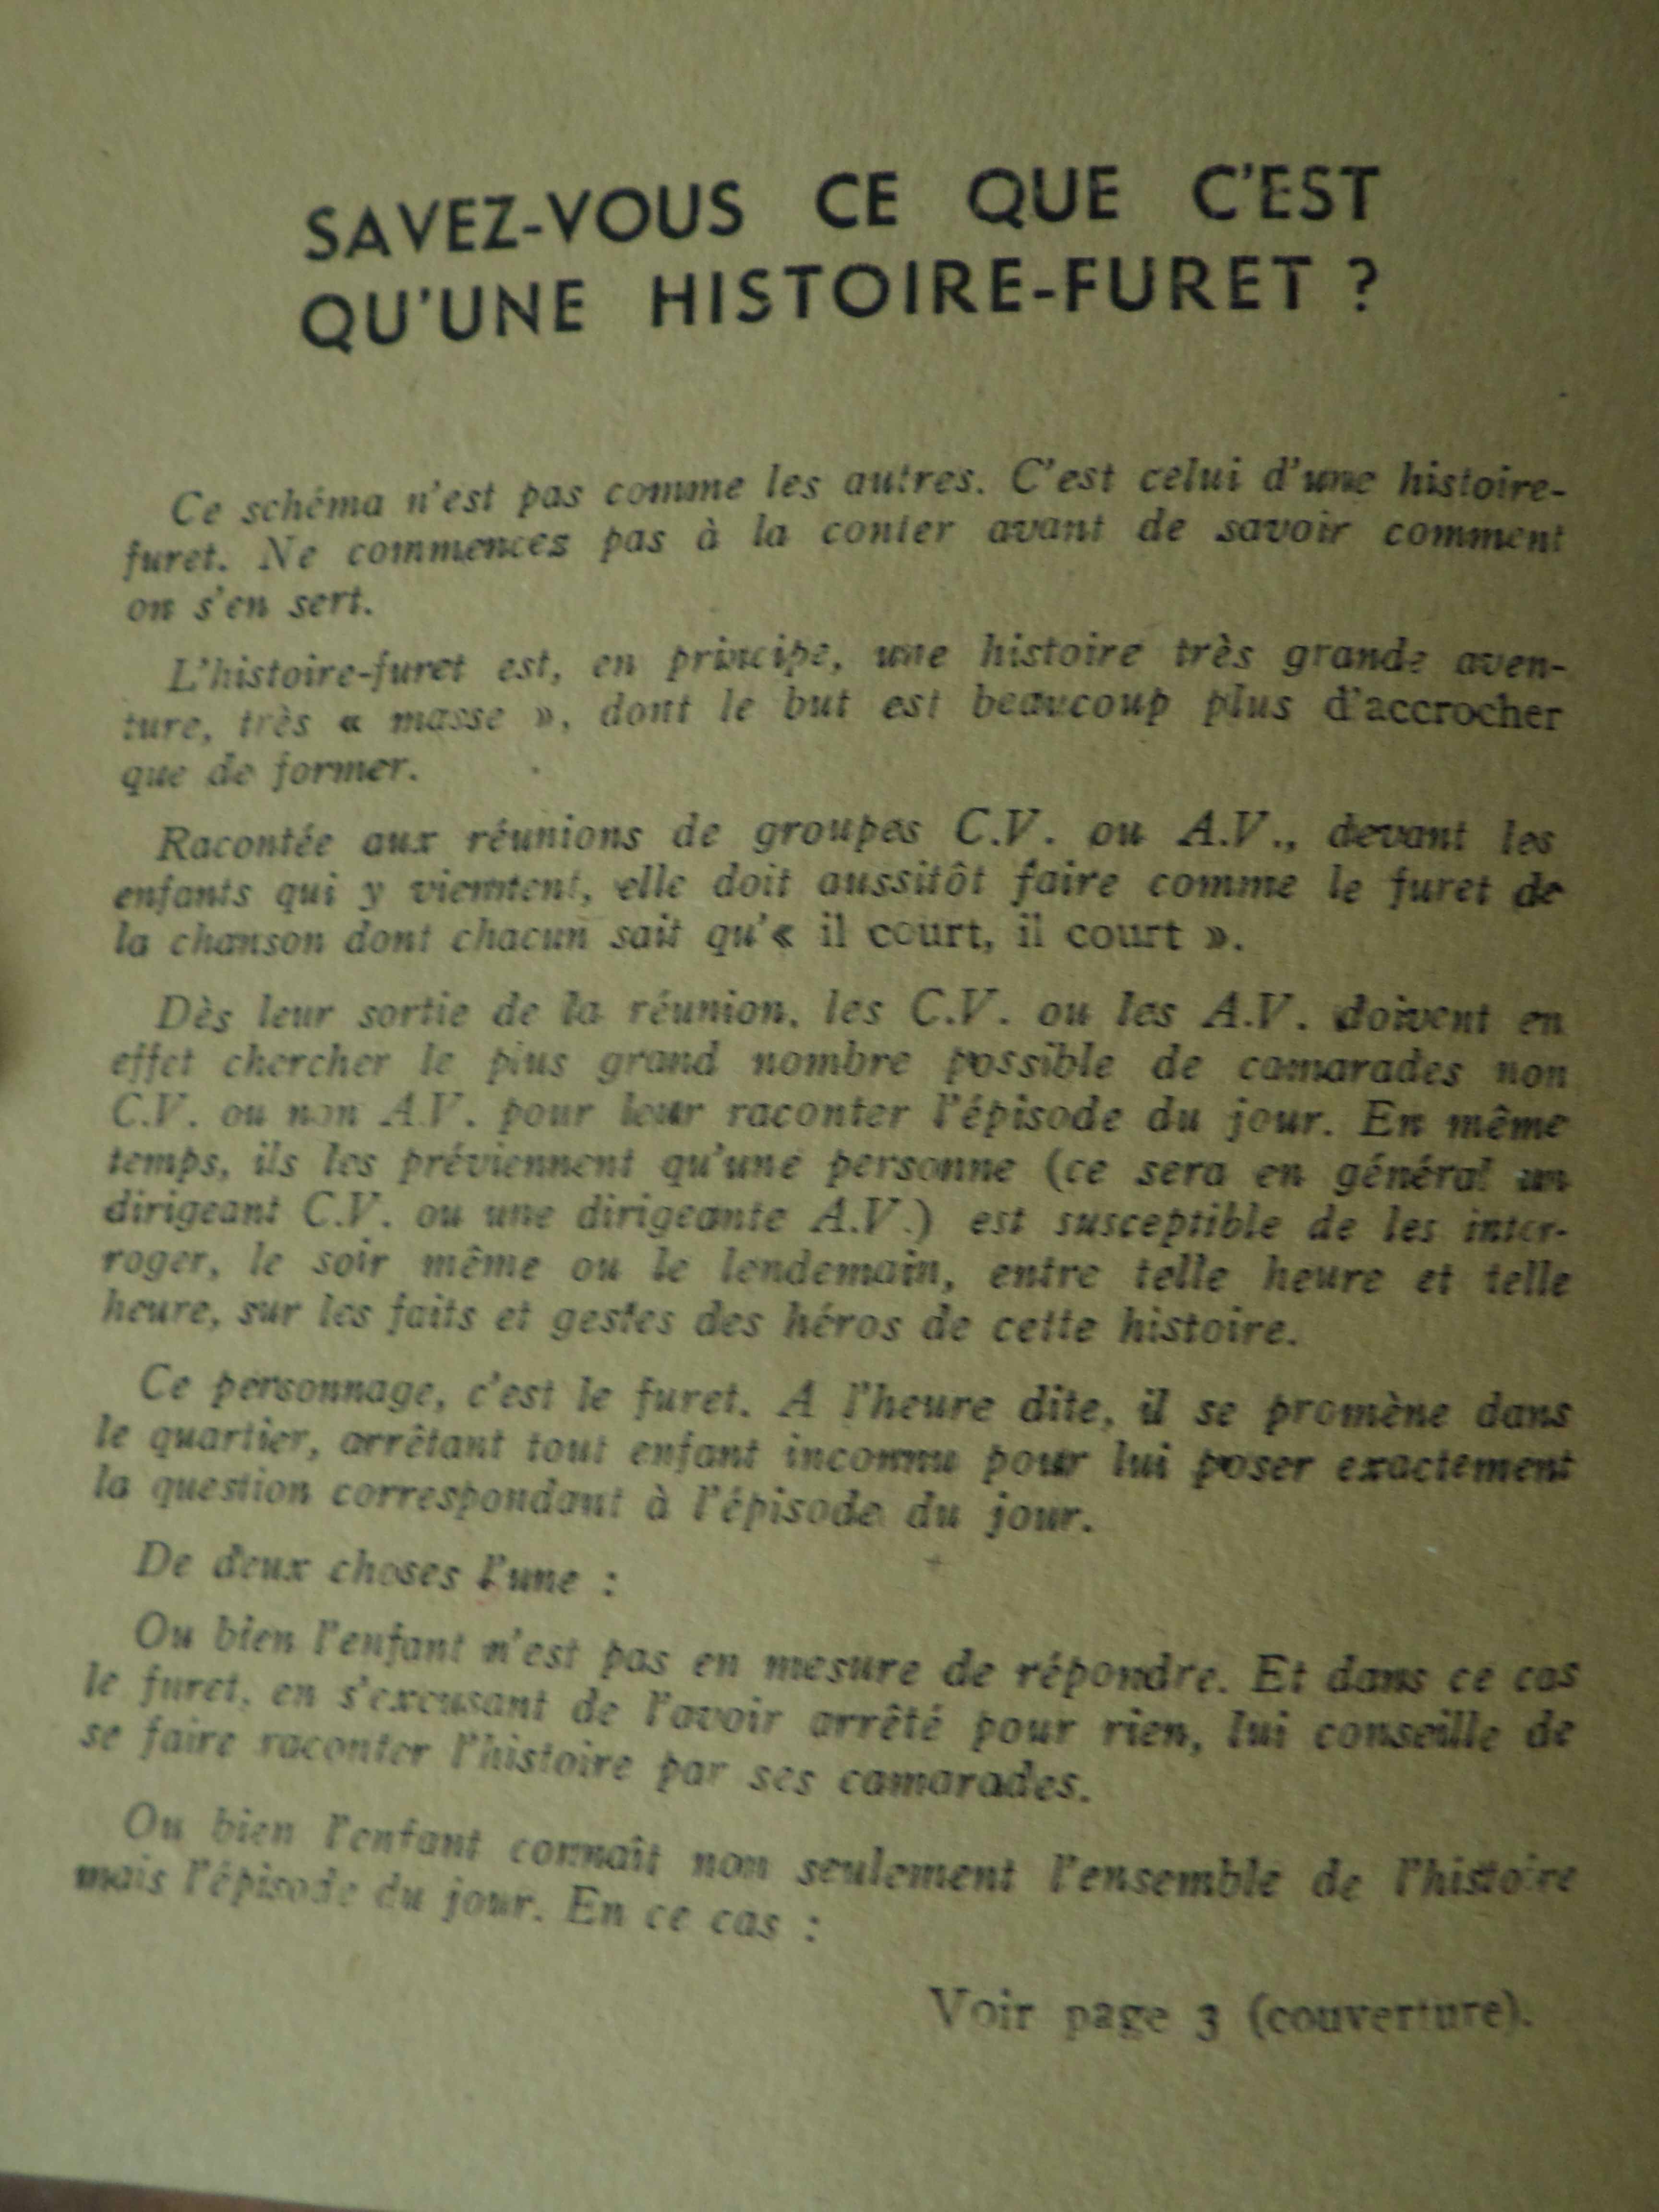 SAVEZ-VOUS CE QUE C'EST
QU'UNE HISTOIRE-FURET ?
Ce schéma n'est pas comme les autres. C'est celui d'une histoire-
furet. Ne commencez pas à la conter avant de savoir comment
on s'en sert.
L'histoire-furet est, en principe, une histoire très grande aven-
ture, très « masse », dont le but est beaucoup plus d'accrocher
que de former.
Racontée aux réunions de groupes C.V. ou A.V., devant les
enfants qui y viennent, elle doit aussitôt faire comme le furet de
la chanson dont chacun sait qu'« il court, il court ».
Dès leur sortie de la réunion, les C.V. ou les A.V. doivent en
effet chercher le plus grand nombre possible de camarades non
C.V. ou non A.V. pour leur raconter l'épisode du jour. En même
temps, ils les préviennent qu'une personne (ce sera en général un
dirigeant C.V. ou une dirigeante A.V.) est susceptible de les inter-
roger, le soir même ou le lendemain, entre telle heure et telle
heure, sur les faits et gestes des héros de cette histoire.
Ce personnage, c'est le furet. A l'heure dite, il se promène dans
le quartier, arrêtant tout enfant inconnu pour lui poser exactement
la question correspondant à l'épisode du jour.
De deux choses l'une :
Ou bien l'enfant n'est pas en mesure de répondre. Et dans ce cas
le furet, en s'excusant de l'avoir arrêté pour rien, lui conseille de
se faire raconter l'histoire par ses camarades.
Ou bien l'enfant connaît non seulement l'ensemble de l'histoire
mais l'épisode du jour. En ce cas :
Voir page 3 (couverture).